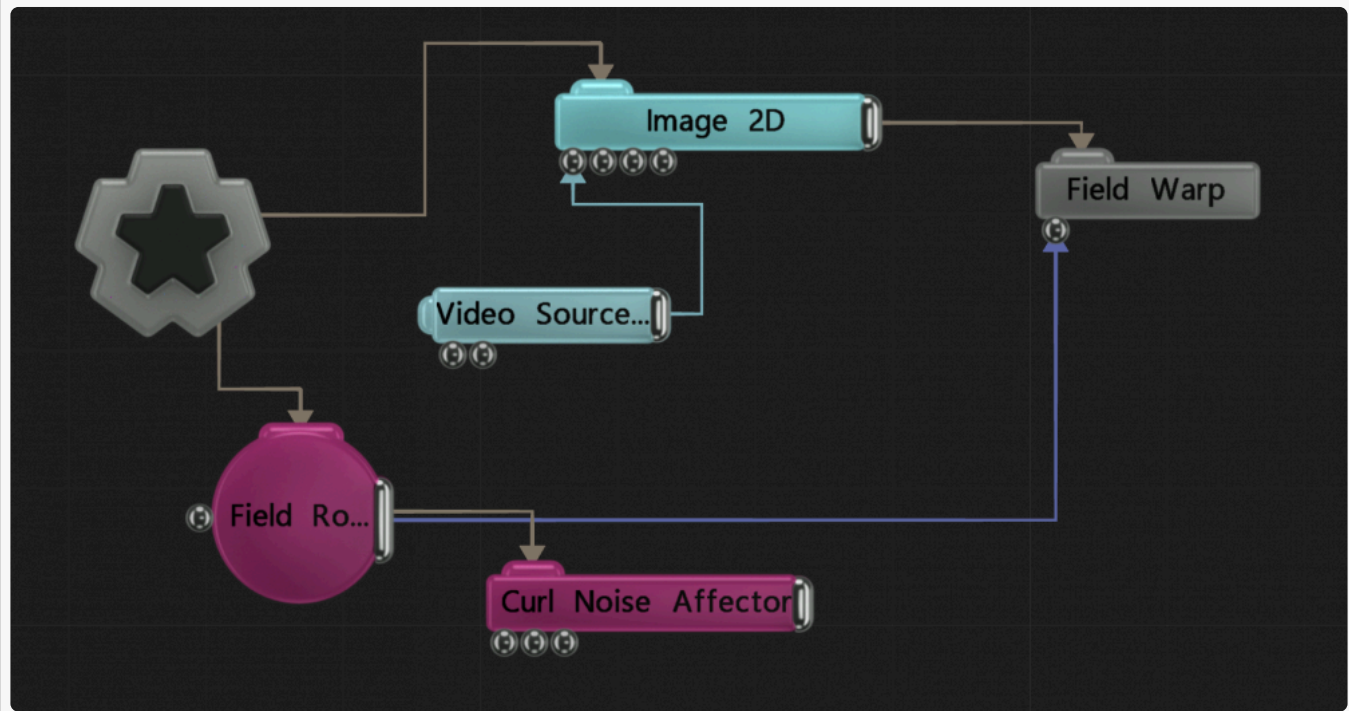 Image 2D
Field Warp
Video Source...
Field Ro...
Curl Noise Affector